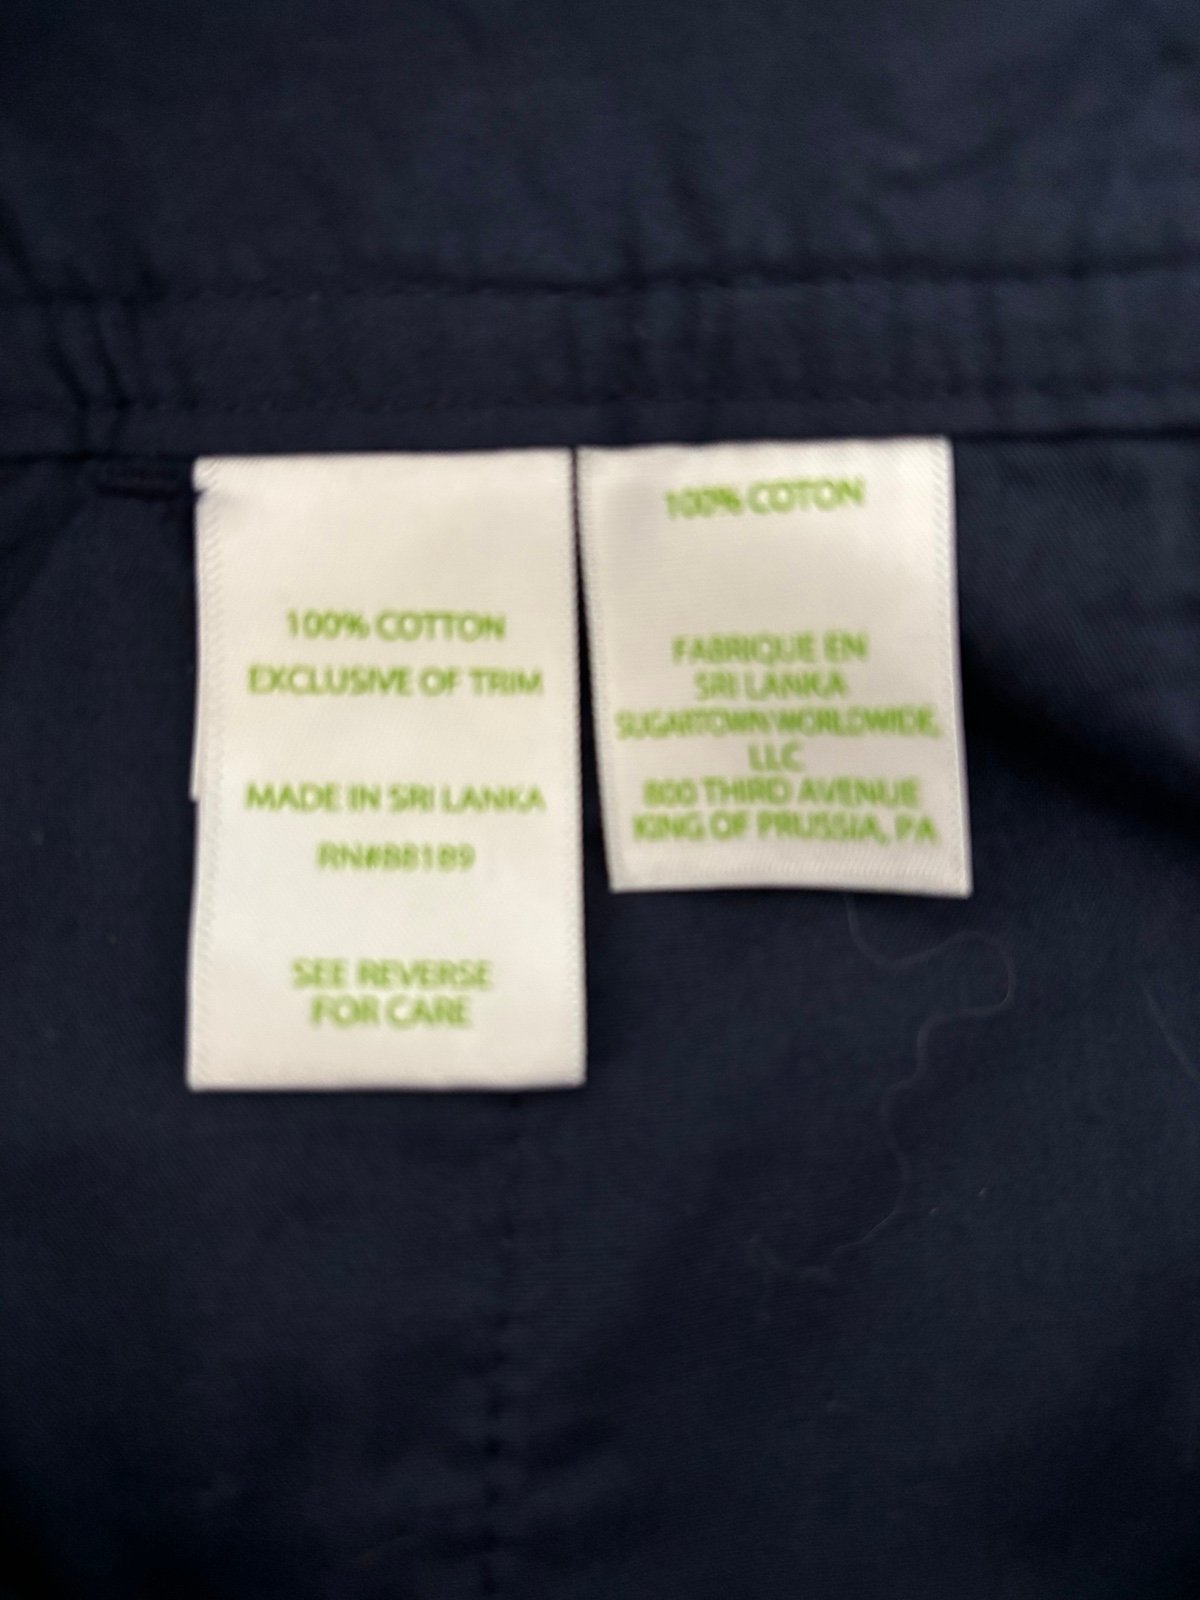 100% COTTON
EXCLUSIVE OF TRIM
MADE IN SRI LANKA
RN#88189
SEE REVERSE
FOR CARE
100% COTON
FABRIQUE EN
SRI LANKA
SUGARTOWN WORLDWIDE,
LLC
800 THIRD AVENUE
KING OF PRUSSIA, PA